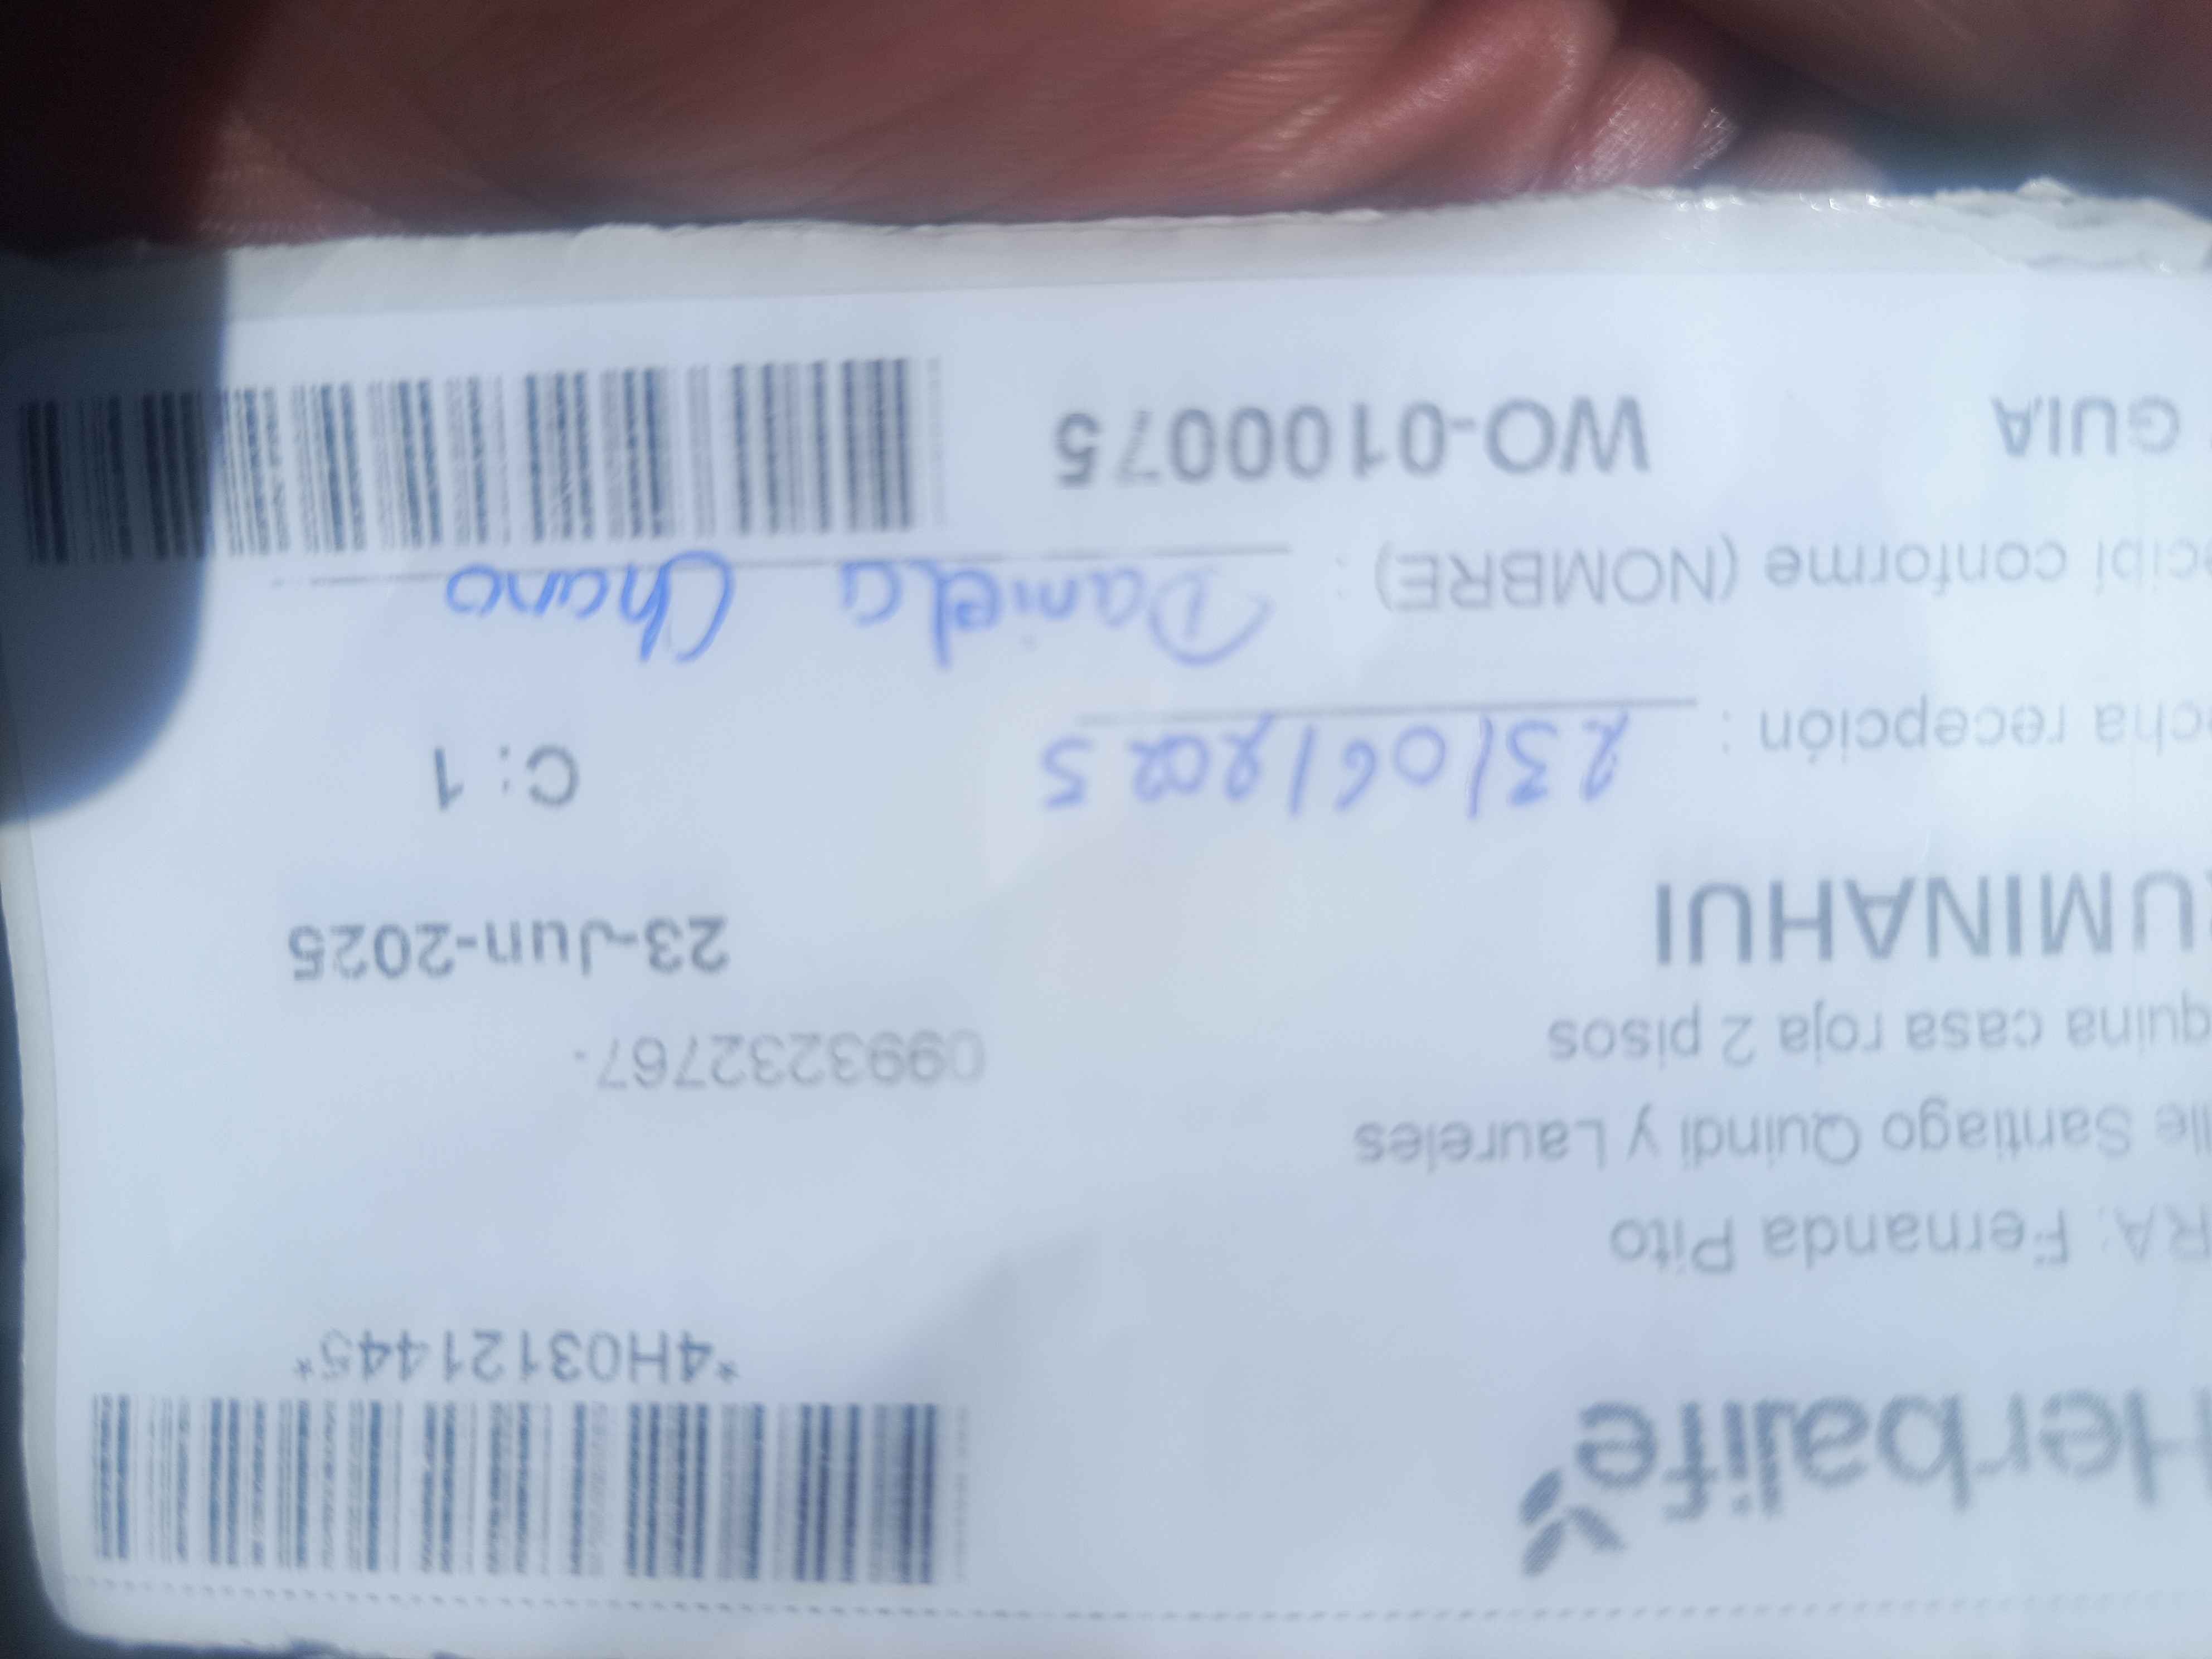 Herbalife
*4H03121445*
RA. Fernanda Pito
lle Santiago Quindi y Laureles
0993232767-
quina casa roja 2 pisos
UMINAHUI
23-Jun-2025
cha recepción : 23/06/2025
C: 1
cibí conforme (NOMBRE) : Daniela
GUIA WO-0100075